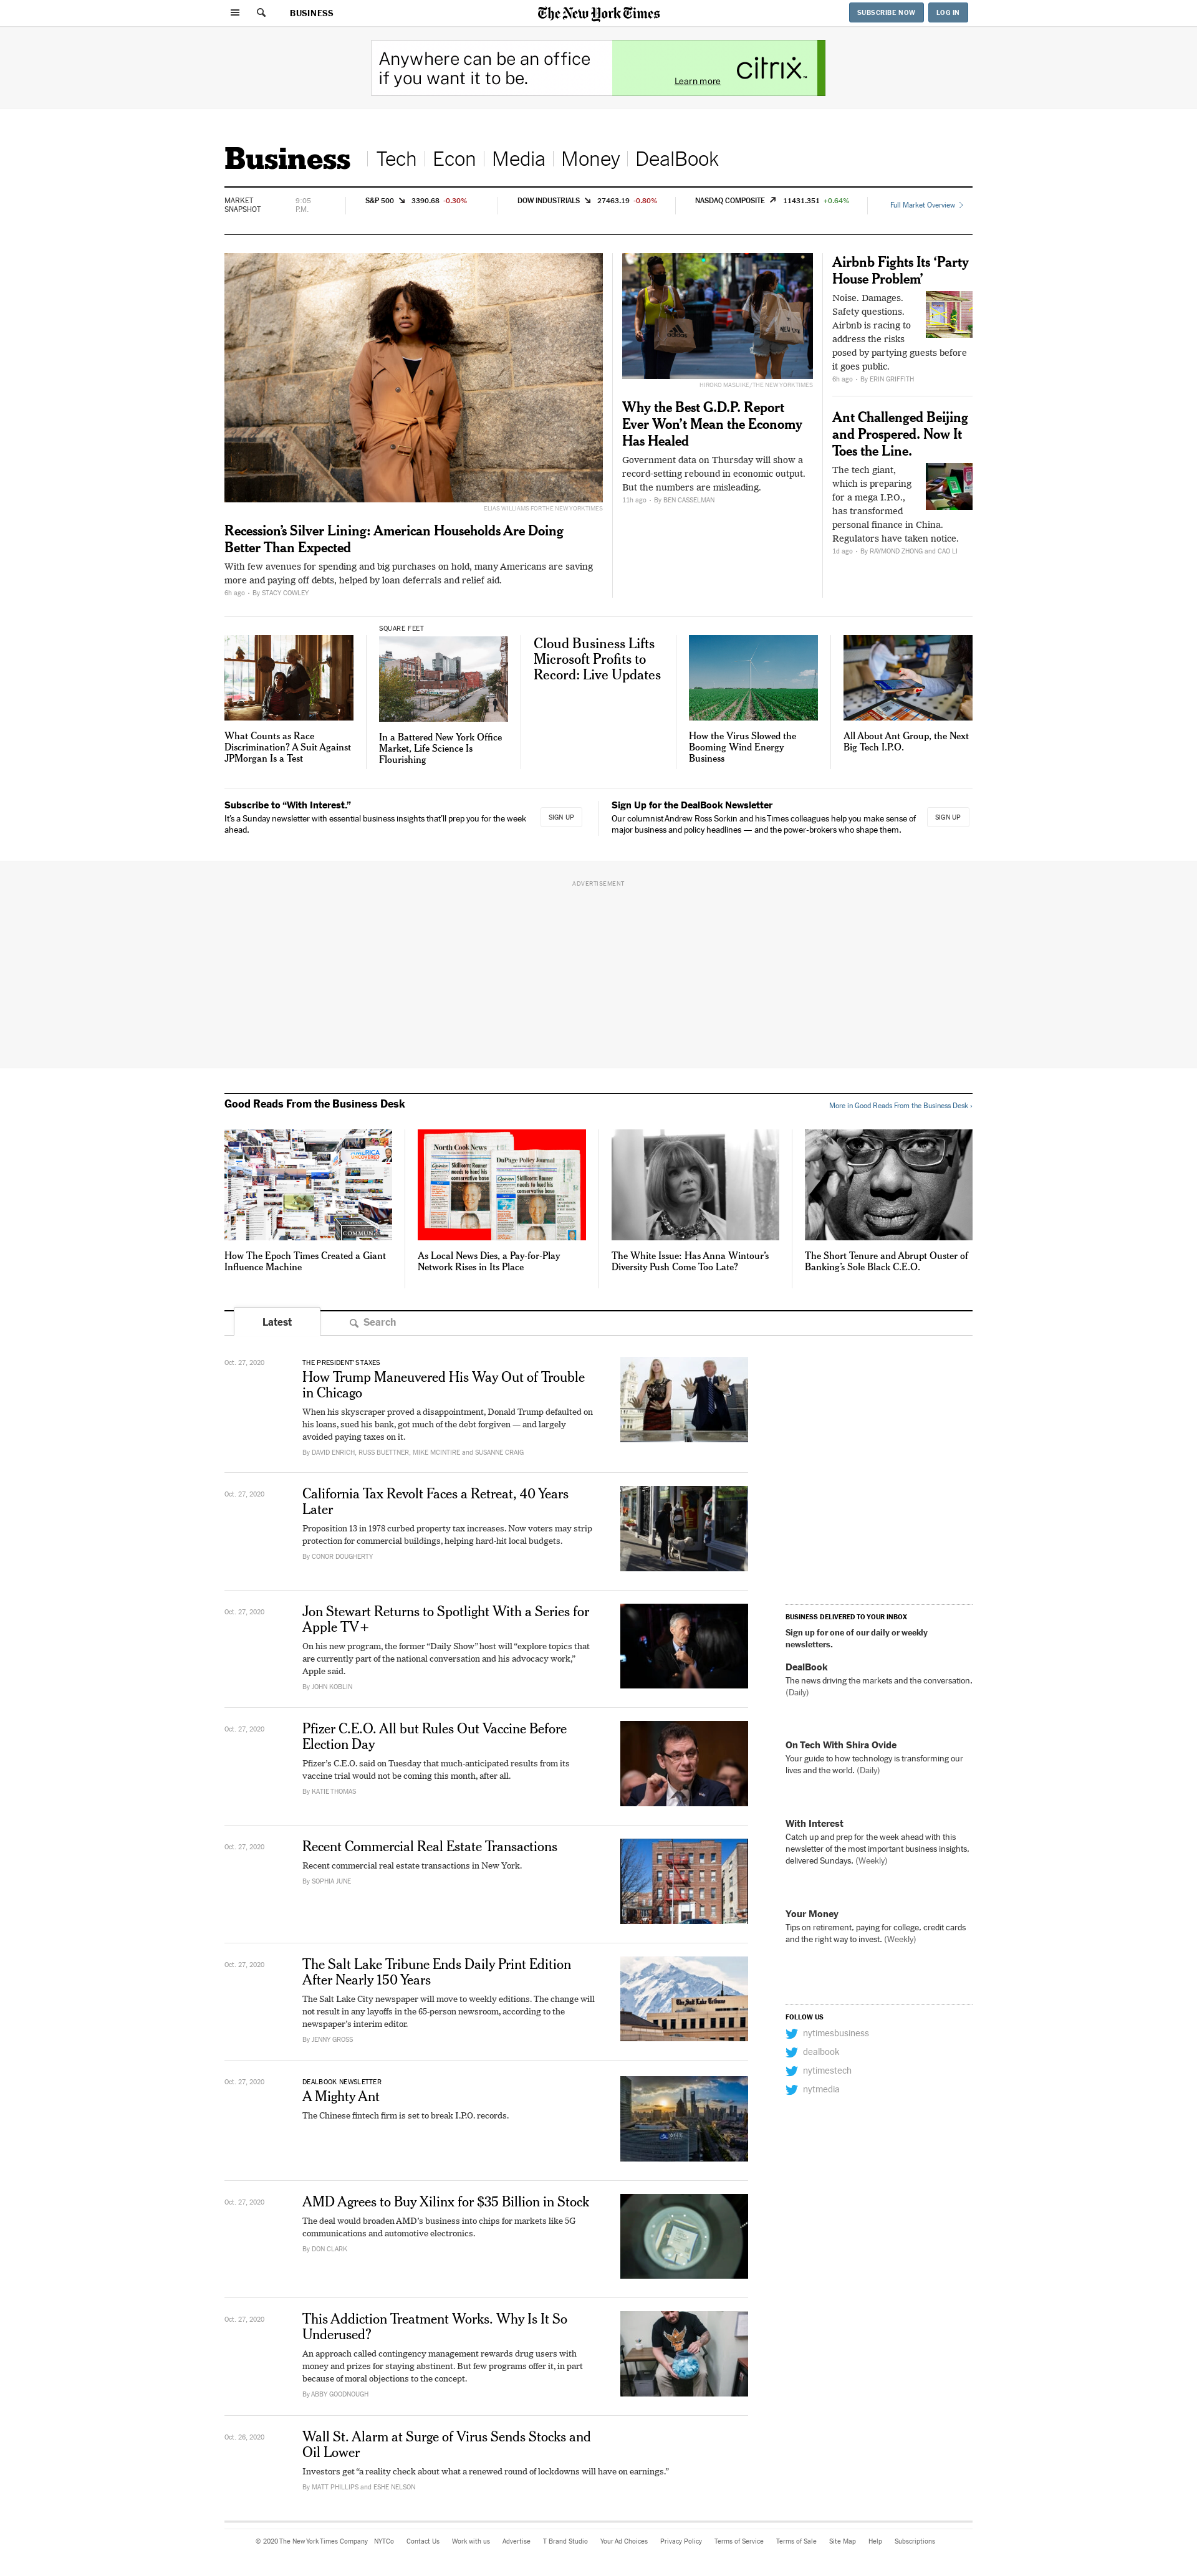 BUSINESS
The New York Times
SUBSCRIBE NOW
LOG IN
Anywhere can be an office
if you want it to be.
Learn more
citrix
Business
Tech
Econ
Media
Money
DealBook
MARKET
SNAPSHOT
9:05
P.M.
S&P 500 3390.68 -0.30%
DOW INDUSTRIALS 27463.19 -0.80%
NASDAQ COMPOSITE 11431.351 +0.64%
Full Market Overview
ELIAS WILLIAMS FOR THE NEW YORK TIMES
Recession's Silver Lining: American Households Are Doing
Better Than Expected
With few avenues for spending and big purchases on hold, many Americans are saving
more and paying off debts, helped by loan deferrals and relief aid.
6h ago • By STACY COWLEY
HIROKO MASUIKE/THE NEW YORK TIMES
Why the Best G.D.P. Report
Ever Won't Mean the Economy
Has Healed
Government data on Thursday will show a
record-setting rebound in economic output.
But the numbers are misleading.
11h ago • By BEN CASSELMAN
Airbnb Fights Its ‘Party
House Problem’
Noise. Damages.
Safety questions.
Airbnb is racing to
address the risks
posed by partying guests before
it goes public.
6h ago • By ERIN GRIFFITH
Ant Challenged Beijing
and Prospered. Now It
Toes the Line.
The tech giant,
which is preparing
for a mega I.P.O.,
has transformed
personal finance in China.
Regulators have taken notice.
1d ago • By RAYMOND ZHONG and CAO LI
What Counts as Race
Discrimination? A Suit Against
JPMorgan Is a Test
SQUARE FEET
In a Battered New York Office
Market, Life Science Is
Flourishing
Cloud Business Lifts
Microsoft Profits to
Record: Live Updates
How the Virus Slowed the
Booming Wind Energy
Business
All About Ant Group, the Next
Big Tech I.P.O.
Subscribe to “With Interest.”
It's a Sunday newsletter with essential business insights that'll prep you for the week
ahead.
SIGN UP
Sign Up for the DealBook Newsletter
Our columnist Andrew Ross Sorkin and his Times colleagues help you make sense of
major business and policy headlines — and the power-brokers who shape them.
SIGN UP
ADVERTISEMENT
Good Reads From the Business Desk
More in Good Reads From the Business Desk ›
North Cook News
DuPage Policy Journal
How The Epoch Times Created a Giant
Influence Machine
As Local News Dies, a Pay-for-Play
Network Rises in Its Place
The White Issue: Has Anna Wintour's
Diversity Push Come Too Late?
The Short Tenure and Abrupt Ouster of
Banking's Sole Black C.E.O.
Latest
Search
Oct. 27, 2020
THE PRESIDENT'S TAXES
How Trump Maneuvered His Way Out of Trouble
in Chicago
When his skyscraper proved a disappointment, Donald Trump defaulted on
his loans, sued his bank, got much of the debt forgiven — and largely
avoided paying taxes on it.
By DAVID ENRICH, RUSS BUETTNER, MIKE MCINTIRE and SUSANNE CRAIG
Oct. 27, 2020
California Tax Revolt Faces a Retreat, 40 Years
Later
Proposition 13 in 1978 curbed property tax increases. Now voters may strip
protection for commercial buildings, helping hard-hit local budgets.
By CONOR DOUGHERTY
Oct. 27, 2020
Jon Stewart Returns to Spotlight With a Series for
Apple TV+
On his new program, the former “Daily Show” host will “explore topics that
are currently part of the national conversation and his advocacy work,”
Apple said.
By JOHN KOBLIN
Oct. 27, 2020
Pfizer C.E.O. All but Rules Out Vaccine Before
Election Day
Pfizer's C.E.O. said on Tuesday that much-anticipated results from its
vaccine trial would not be coming this month, after all.
By KATIE THOMAS
Oct. 27, 2020
Recent Commercial Real Estate Transactions
Recent commercial real estate transactions in New York.
By SOPHIA JUNE
Oct. 27, 2020
The Salt Lake Tribune Ends Daily Print Edition
After Nearly 150 Years
The Salt Lake City newspaper will move to weekly editions. The change will
not result in any layoffs in the 65-person newsroom, according to the
newspaper's interim editor.
By JENNY GROSS
The Salt Lake Tribune
Oct. 27, 2020
DEALBOOK NEWSLETTER
A Mighty Ant
The Chinese fintech firm is set to break I.P.O. records.
Oct. 27, 2020
AMD Agrees to Buy Xilinx for $35 Billion in Stock
The deal would broaden AMD's business into chips for markets like 5G
communications and automotive electronics.
By DON CLARK
Oct. 27, 2020
This Addiction Treatment Works. Why Is It So
Underused?
An approach called contingency management rewards drug users with
money and prizes for staying abstinent. But few programs offer it, in part
because of moral objections to the concept.
By ABBY GOODNOUGH
Oct. 26, 2020
Wall St. Alarm at Surge of Virus Sends Stocks and
Oil Lower
Investors get “a reality check about what a renewed round of lockdowns will have on earnings.”
By MATT PHILLIPS and ESHE NELSON
BUSINESS DELIVERED TO YOUR INBOX
Sign up for one of our daily or weekly
newsletters.
DealBook
The news driving the markets and the conversation.
(Daily)
On Tech With Shira Ovide
Your guide to how technology is transforming our
lives and the world. (Daily)
With Interest
Catch up and prep for the week ahead with this
newsletter of the most important business insights,
delivered Sundays. (Weekly)
Your Money
Tips on retirement, paying for college, credit cards
and the right way to invest. (Weekly)
FOLLOW US
nytimesbusiness
dealbook
nytimestech
nytmedia
© 2020 The New York Times Company NYTCo Contact Us Work with us Advertise T Brand Studio Your Ad Choices Privacy Policy Terms of Service Terms of Sale Site Map Help Subscriptions